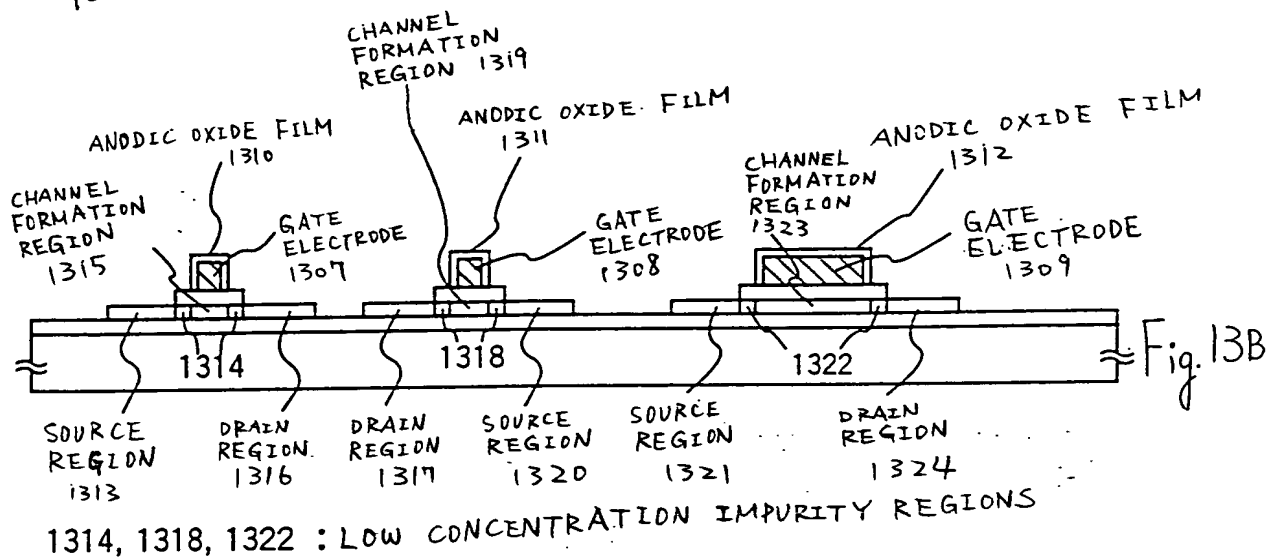 CHANNEL
FORMATION
REGION 1319
ANODIC OXIDE FILM
1310
ANODIC OXIDE FILM
1311
ANODIC OXIDE FILM
1312
CHANNEL
FORMATION
REGION
1315
GATE
ELECTRODE
1307
GATE
ELECTRODE
1308
CHANNEL
FORMATION
REGION
1323
GATE
ELECTRODE
1309
1314
1318
1322
Fig. 13B
SOURCE
REGION
1313
DRAIN
REGION
1316
DRAIN
REGION
1317
SOURCE
REGION
1320
SOURCE
REGION
1321
DRAIN
REGION
1324
1314, 1318, 1322 : LOW CONCENTRATION IMPURITY REGIONS